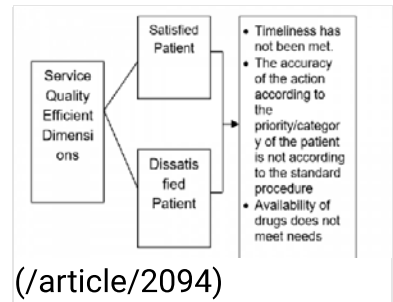 Service
Quality
Efficient
Dimensi
ons
Satisfied
Patient
Dissatis
fied
Patient
• Timeliness has
not been met.
• The accuracy
of the action
according to
the
priority/categor
y of the patient
is not according
to the standard
procedure
• Availability of
drugs does not
meet needs
(/article/2094)